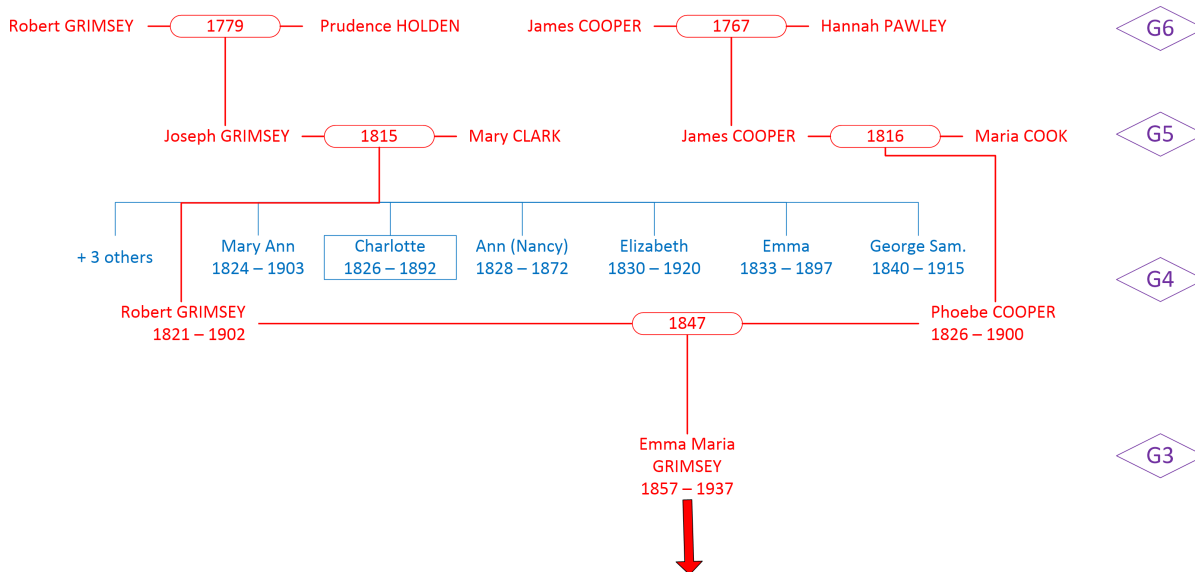 Robert GRIMSEY
1779
Prudence HOLDEN
James COOPER
1767
Hannah PAWLEY
G6
Joseph GRIMSEY
1815
Mary CLARK
James COOPER
1816
Maria COOK
G5
+ 3 others
Mary Ann
1824 – 1903
Charlotte
1826 – 1892
Ann (Nancy)
1828 – 1872
Elizabeth
1830 – 1920
Emma
1833 – 1897
George Sam.
1840 – 1915
G4
Robert GRIMSEY
1821 – 1902
1847
Phoebe COOPER
1826 – 1900
Emma Maria
GRIMSEY
1857 – 1937
G3